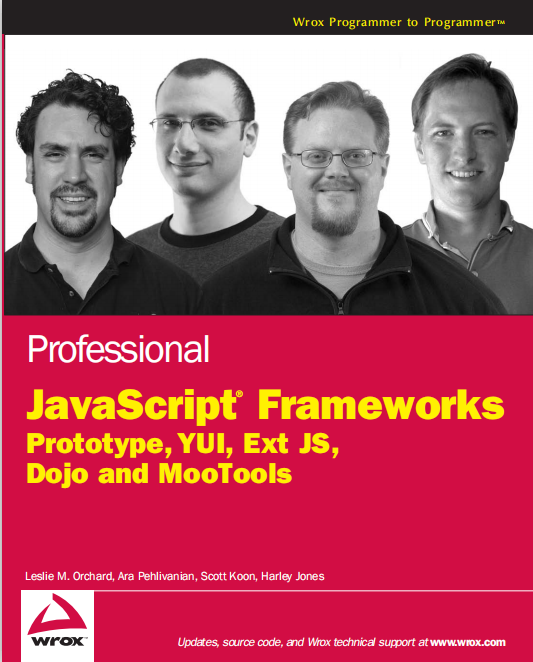 Wrox Programmer to Programmer™
Professional
JavaScript® Frameworks
Prototype, YUI, Ext JS,
Dojo and MooTools
Leslie M. Orchard, Ara Pehlivanian, Scott Koon, Harley Jones
wrox™
Updates, source code, and Wrox technical support at www.wrox.com